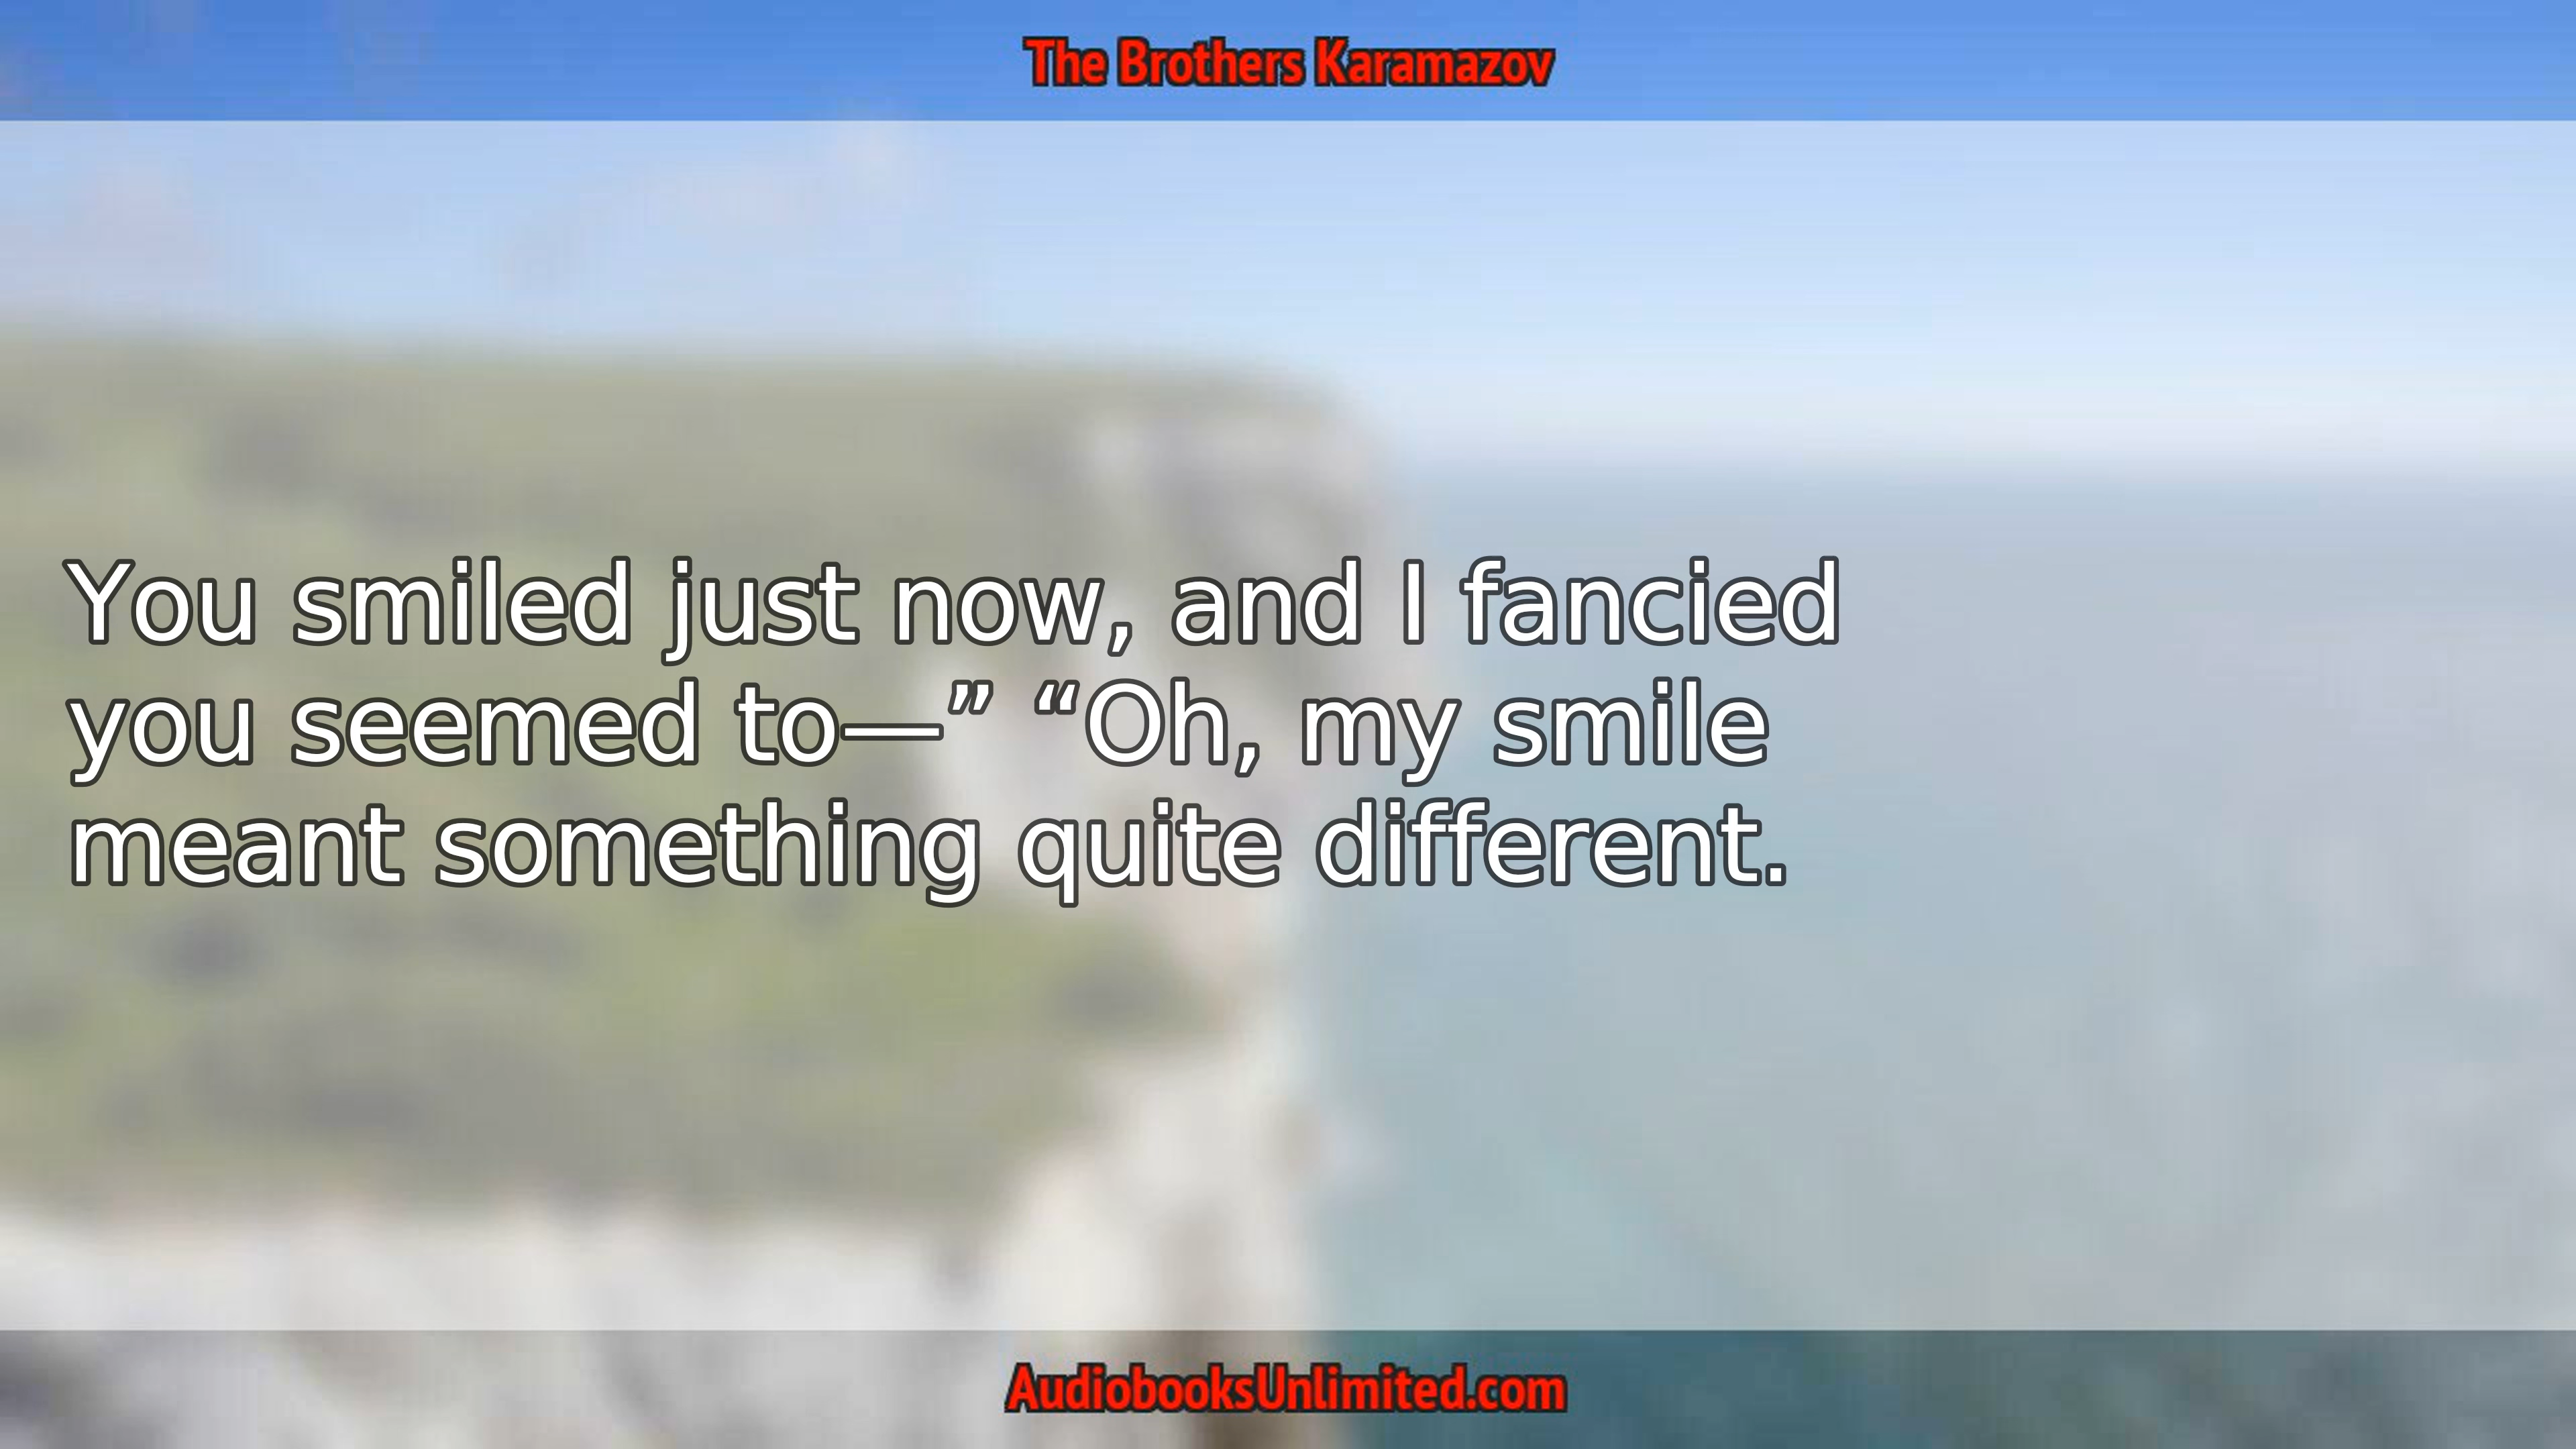 The Brothers Karamazov
You smiled just now, and I fancied
you seemed to—” “Oh, my smile
meant something quite different.
AudiobooksUnlimited.com